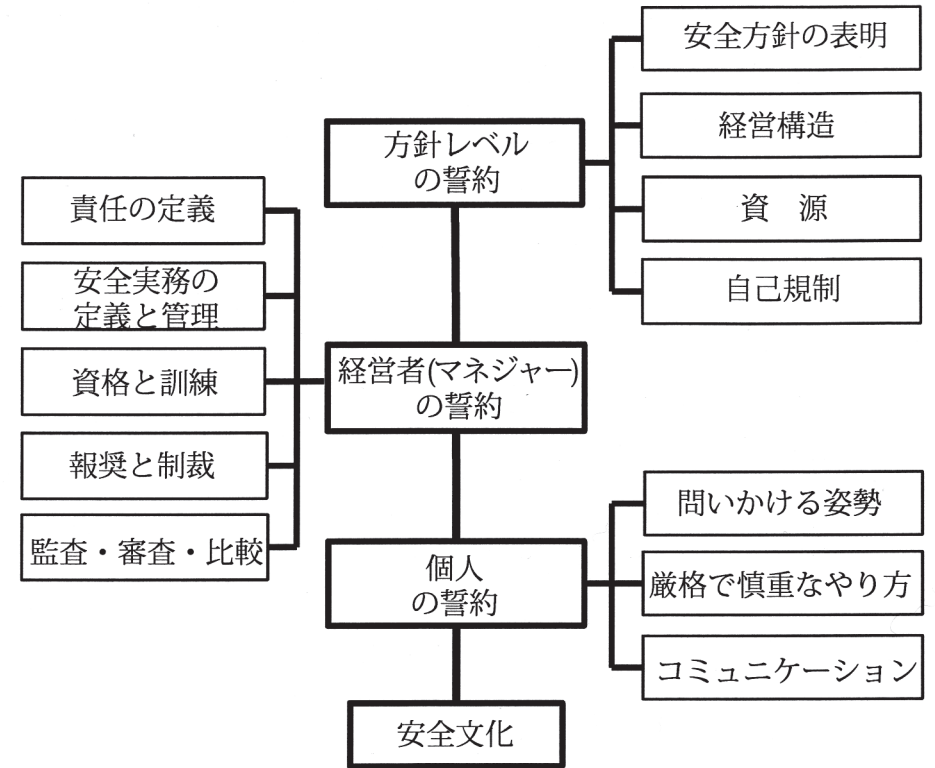 安全方針の表明
経営構造
資　源
自己規制
方針レベル
の誓約
責任の定義
安全実務の
定義と管理
資格と訓練
報奨と制裁
監査・審査・比較
経営者(マネジャー)
の誓約
個人
の誓約
問いかける姿勢
厳格で慎重なやり方
コミュニケーション
安全文化